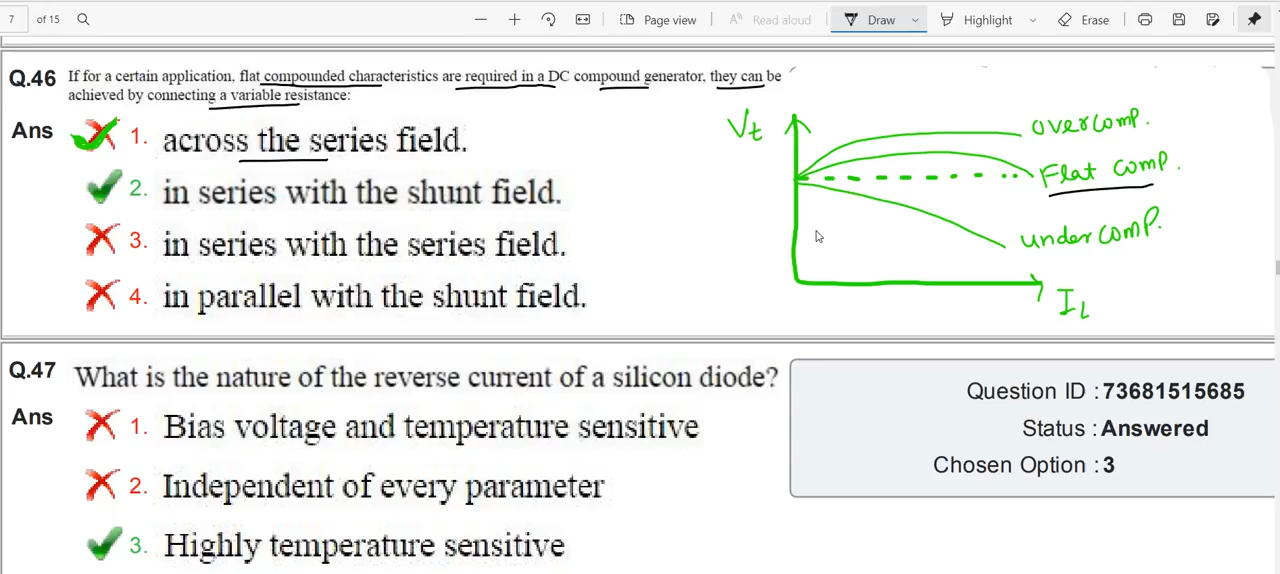 7 of 15 Page view Read aloud Draw Highlight Erase
Q.46 If for a certain application, flat compounded characteristics are required in a DC compound generator, they can be
achieved by connecting a variable resistance:
Ans 1. across the series field.
2. in series with the shunt field.
3. in series with the series field.
4. in parallel with the shunt field.
Vt
overcomp.
Flat comp.
undercomp.
IL
Q.47 What is the nature of the reverse current of a silicon diode?
Ans 1. Bias voltage and temperature sensitive
2. Independent of every parameter
3. Highly temperature sensitive
Question ID : 73681515685
Status : Answered
Chosen Option : 3